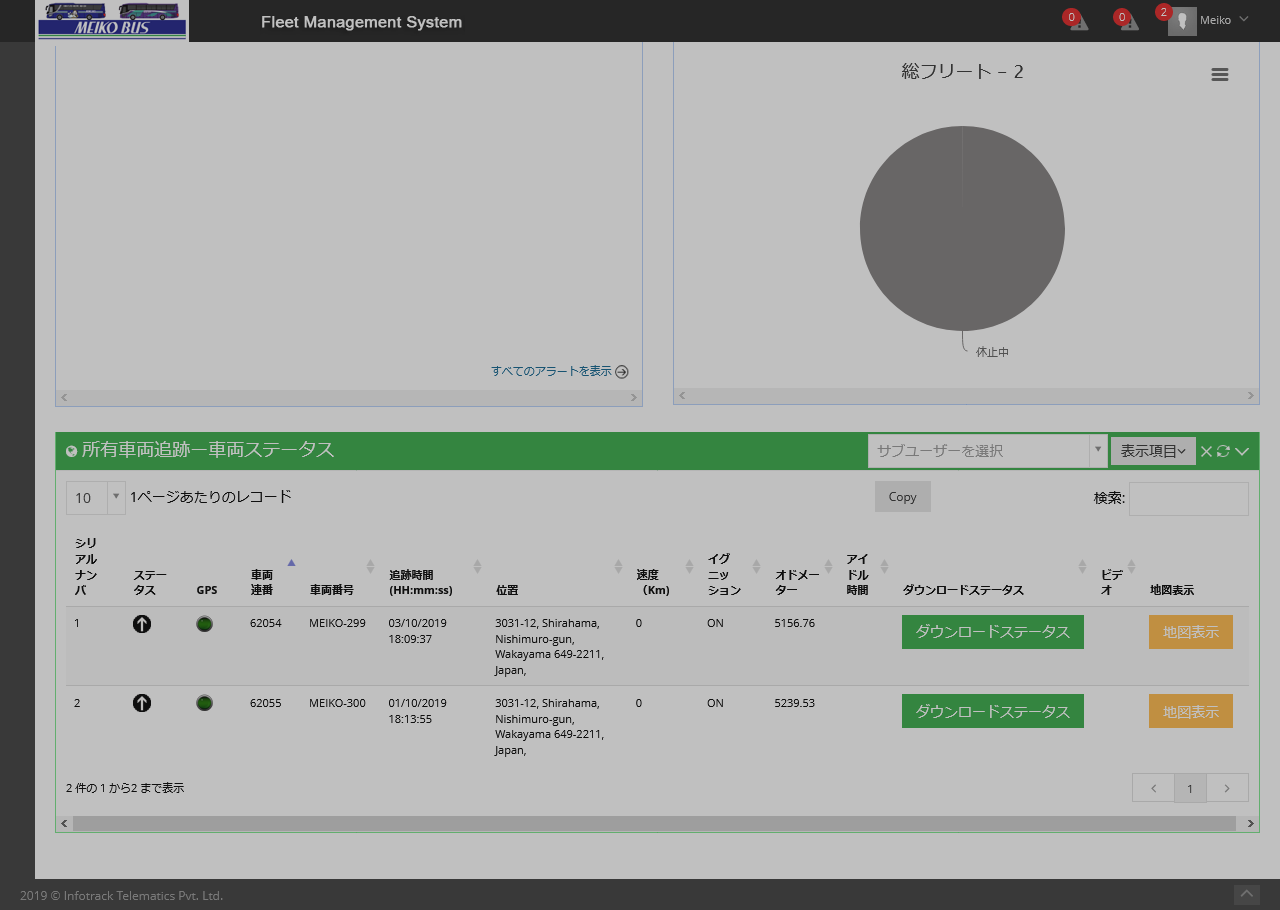 MEIKO BUS
Fleet Management System
0
0
2
Meiko
総フリート – 2
休止中
すべてのアラートを表示
所有車両追跡ー車両ステータス
サブユーザーを選択
表示項目
10
1ページあたりのレコード
Copy
検索:
シリアルナンバ
ステータス
GPS
車両連番
車両番号
追跡時間 (HH:mm:ss)
位置
速度 (Km)
イグニッション
オドメーター
アイドル時間
ダウンロードステータス
ビデオ
地図表示
1
62054
MEIKO-299
03/10/2019 18:09:37
3031-12, Shirahama, Nishimuro-gun, Wakayama 649-2211, Japan,
0
ON
5156.76
ダウンロードステータス
地図表示
2
62055
MEIKO-300
01/10/2019 18:13:55
3031-12, Shirahama, Nishimuro-gun, Wakayama 649-2211, Japan,
0
ON
5239.53
ダウンロードステータス
地図表示
2 件の 1 から2 まで表示
1
2019 © Infotrack Telematics Pvt. Ltd.